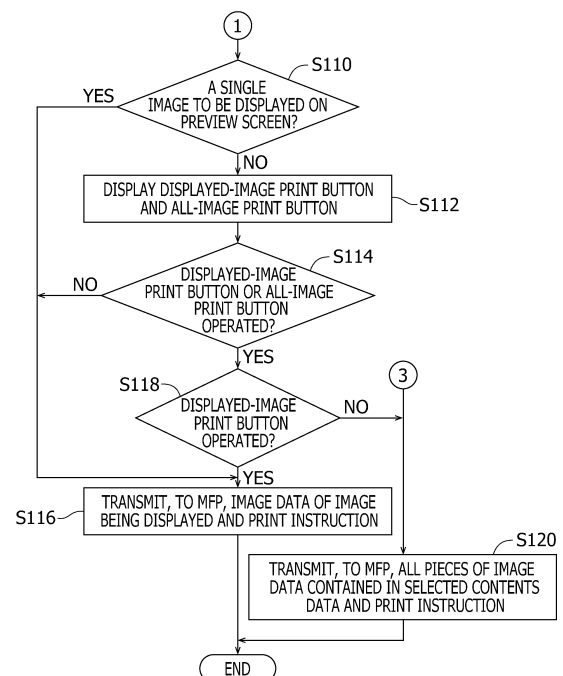 1
S110
A SINGLE
IMAGE TO BE DISPLAYED ON
PREVIEW SCREEN?
YES
NO
DISPLAY DISPLAYED-IMAGE PRINT BUTTON
AND ALL-IMAGE PRINT BUTTON
S112
S114
DISPLAYED-IMAGE
PRINT BUTTON OR ALL-IMAGE
PRINT BUTTON
OPERATED?
NO
YES
3
S118
DISPLAYED-IMAGE
PRINT BUTTON
OPERATED?
NO
YES
TRANSMIT, TO MFP, IMAGE DATA OF IMAGE
BEING DISPLAYED AND PRINT INSTRUCTION
S116
S120
TRANSMIT, TO MFP, ALL PIECES OF IMAGE
DATA CONTAINED IN SELECTED CONTENTS
DATA AND PRINT INSTRUCTION
END